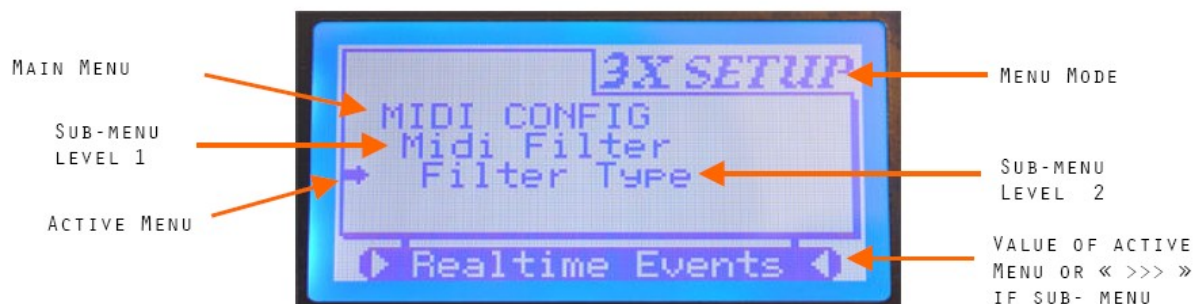 3X SETUP
MAIN MENU
MENU MODE
MIDI CONFIG
SUB-MENU
LEVEL 1
Midi Filter
Filter Type
SUB-MENU
LEVEL 2
ACTIVE MENU
VALUE OF ACTIVE
MENU OR « >>> »
IF SUB- MENU
Realtime Events